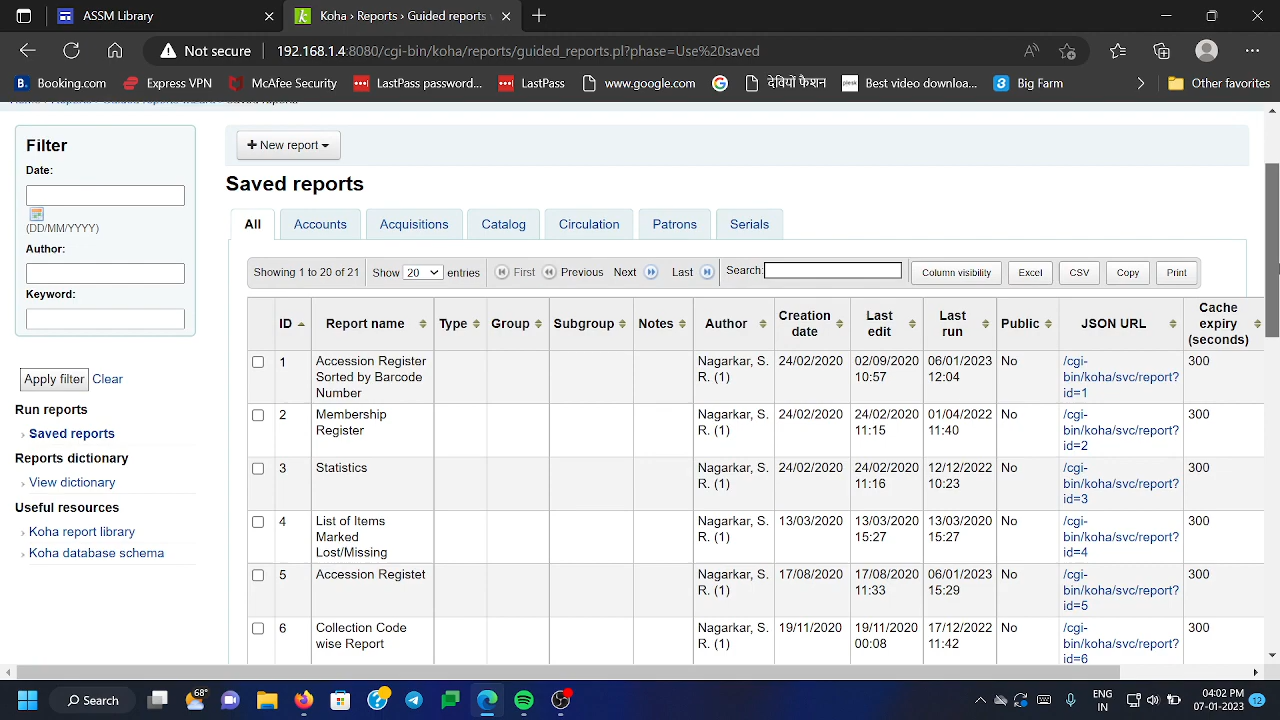 ASSM Library
Koha › Reports › Guided reports
Not secure 192.168.1.4:8080/cgi-bin/koha/reports/guided_reports.pl?phase=Use%20saved
Booking.com Express VPN McAfee Security LastPass password... LastPass www.google.com देवियो फैशन Best video downloa... Big Farm Other favorites
Filter
Date:
(DD/MM/YYYY)
Author:
Keyword:
Apply filter Clear
Run reports
› Saved reports
Reports dictionary
› View dictionary
Useful resources
› Koha report library
› Koha database schema
+ New report
Saved reports
All Accounts Acquisitions Catalog Circulation Patrons Serials
Showing 1 to 20 of 21 Show 20 entries First Previous Next Last Search: Column visibility Excel CSV Copy Print
ID Report name Type Group Subgroup Notes Author Creation date Last edit Last run Public JSON URL Cache expiry (seconds)
1 Accession Register Sorted by Barcode Number Nagarkar, S. R. (1) 24/02/2020 02/09/2020 10:57 06/01/2023 12:04 No /cgi-bin/koha/svc/report?id=1 300
2 Membership Register Nagarkar, S. R. (1) 24/02/2020 24/02/2020 11:15 01/04/2022 11:40 No /cgi-bin/koha/svc/report?id=2 300
3 Statistics Nagarkar, S. R. (1) 24/02/2020 24/02/2020 11:16 12/12/2022 10:23 No /cgi-bin/koha/svc/report?id=3 300
4 List of Items Marked Lost/Missing Nagarkar, S. R. (1) 13/03/2020 13/03/2020 15:27 13/03/2020 15:27 No /cgi-bin/koha/svc/report?id=4 300
5 Accession Registet Nagarkar, S. R. (1) 17/08/2020 17/08/2020 11:33 06/01/2023 15:29 No /cgi-bin/koha/svc/report?id=5 300
6 Collection Code wise Report Nagarkar, S. R. (1) 19/11/2020 19/11/2020 00:08 17/12/2022 11:42 No /cgi-bin/koha/svc/report?id=6 300
Search 68° ENG IN 04:02 PM 07-01-2023 12